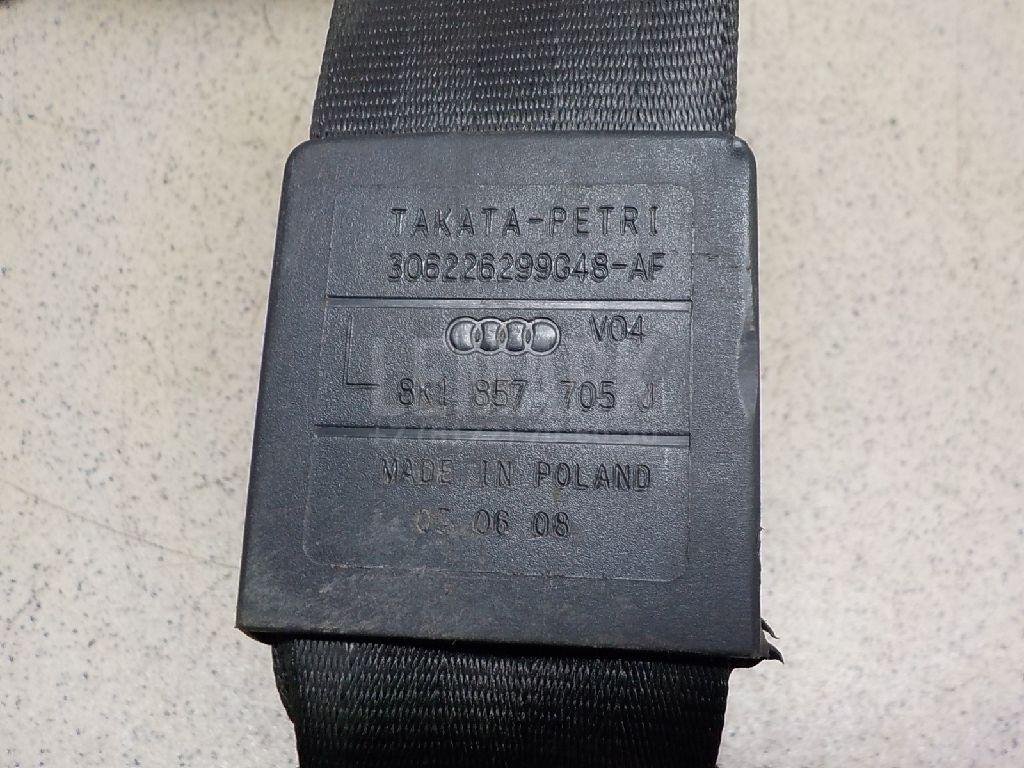 TAKATA-PETRI
306226299G48-AF
L V04
8K1 857 705 J
MADE IN POLAND
06 08